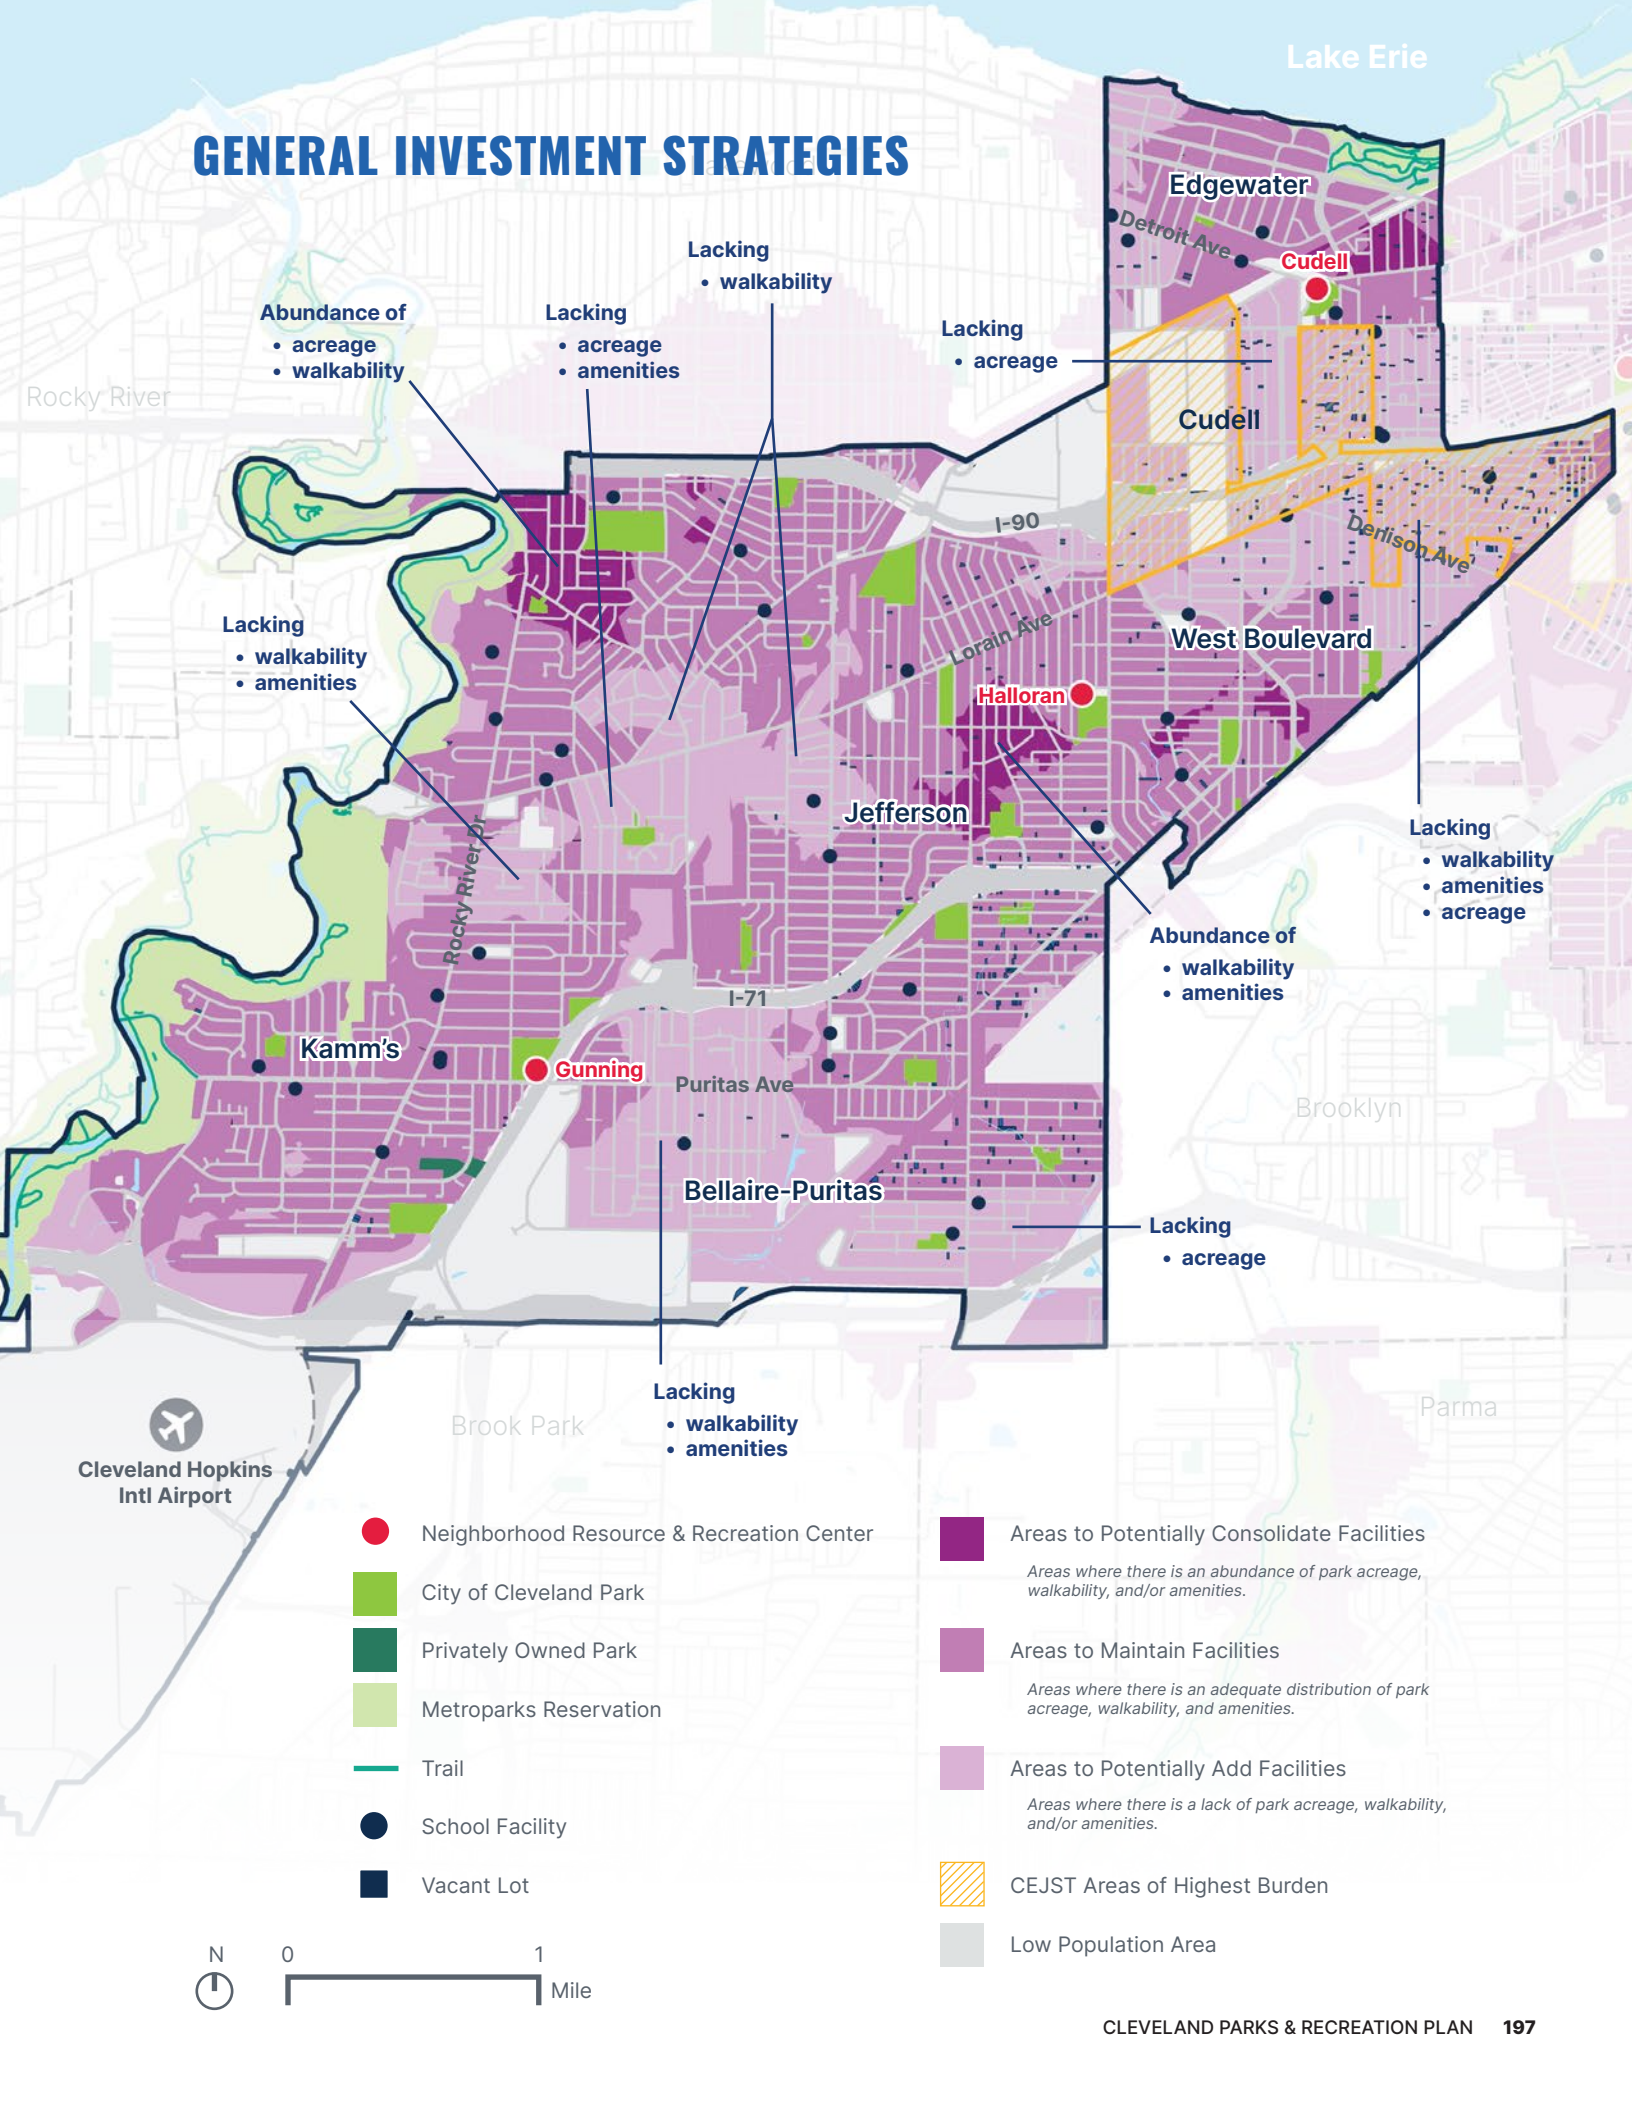 Lake Erie
GENERAL INVESTMENT STRATEGIES
Edgewater
Detroit Ave
Lacking
• walkability
Cudell
Abundance of
• acreage
• walkability
Lacking
• acreage
• amenities
Lacking
• acreage
Rocky River
Cudell
I-90
Denison Ave
Lacking
• walkability
• amenities
Lorain Ave
West Boulevard
Halloran
Jefferson
Rocky River Dr
Lacking
• walkability
• amenities
• acreage
Abundance of
• walkability
• amenities
I-71
Kamm's
Gunning
Puritas Ave
Brooklyn
Bellaire-Puritas
Lacking
• acreage
Lacking
• walkability
• amenities
Brook Park
Parma
Cleveland Hopkins
Intl Airport
Neighborhood Resource & Recreation Center
City of Cleveland Park
Privately Owned Park
Metroparks Reservation
Trail
School Facility
Vacant Lot
Areas to Potentially Consolidate Facilities
Areas where there is an abundance of park acreage,
walkability, and/or amenities.
Areas to Maintain Facilities
Areas where there is an adequate distribution of park
acreage, walkability, and amenities.
Areas to Potentially Add Facilities
Areas where there is a lack of park acreage, walkability,
and/or amenities.
CEJST Areas of Highest Burden
Low Population Area
N
0
1
Mile
CLEVELAND PARKS & RECREATION PLAN 197